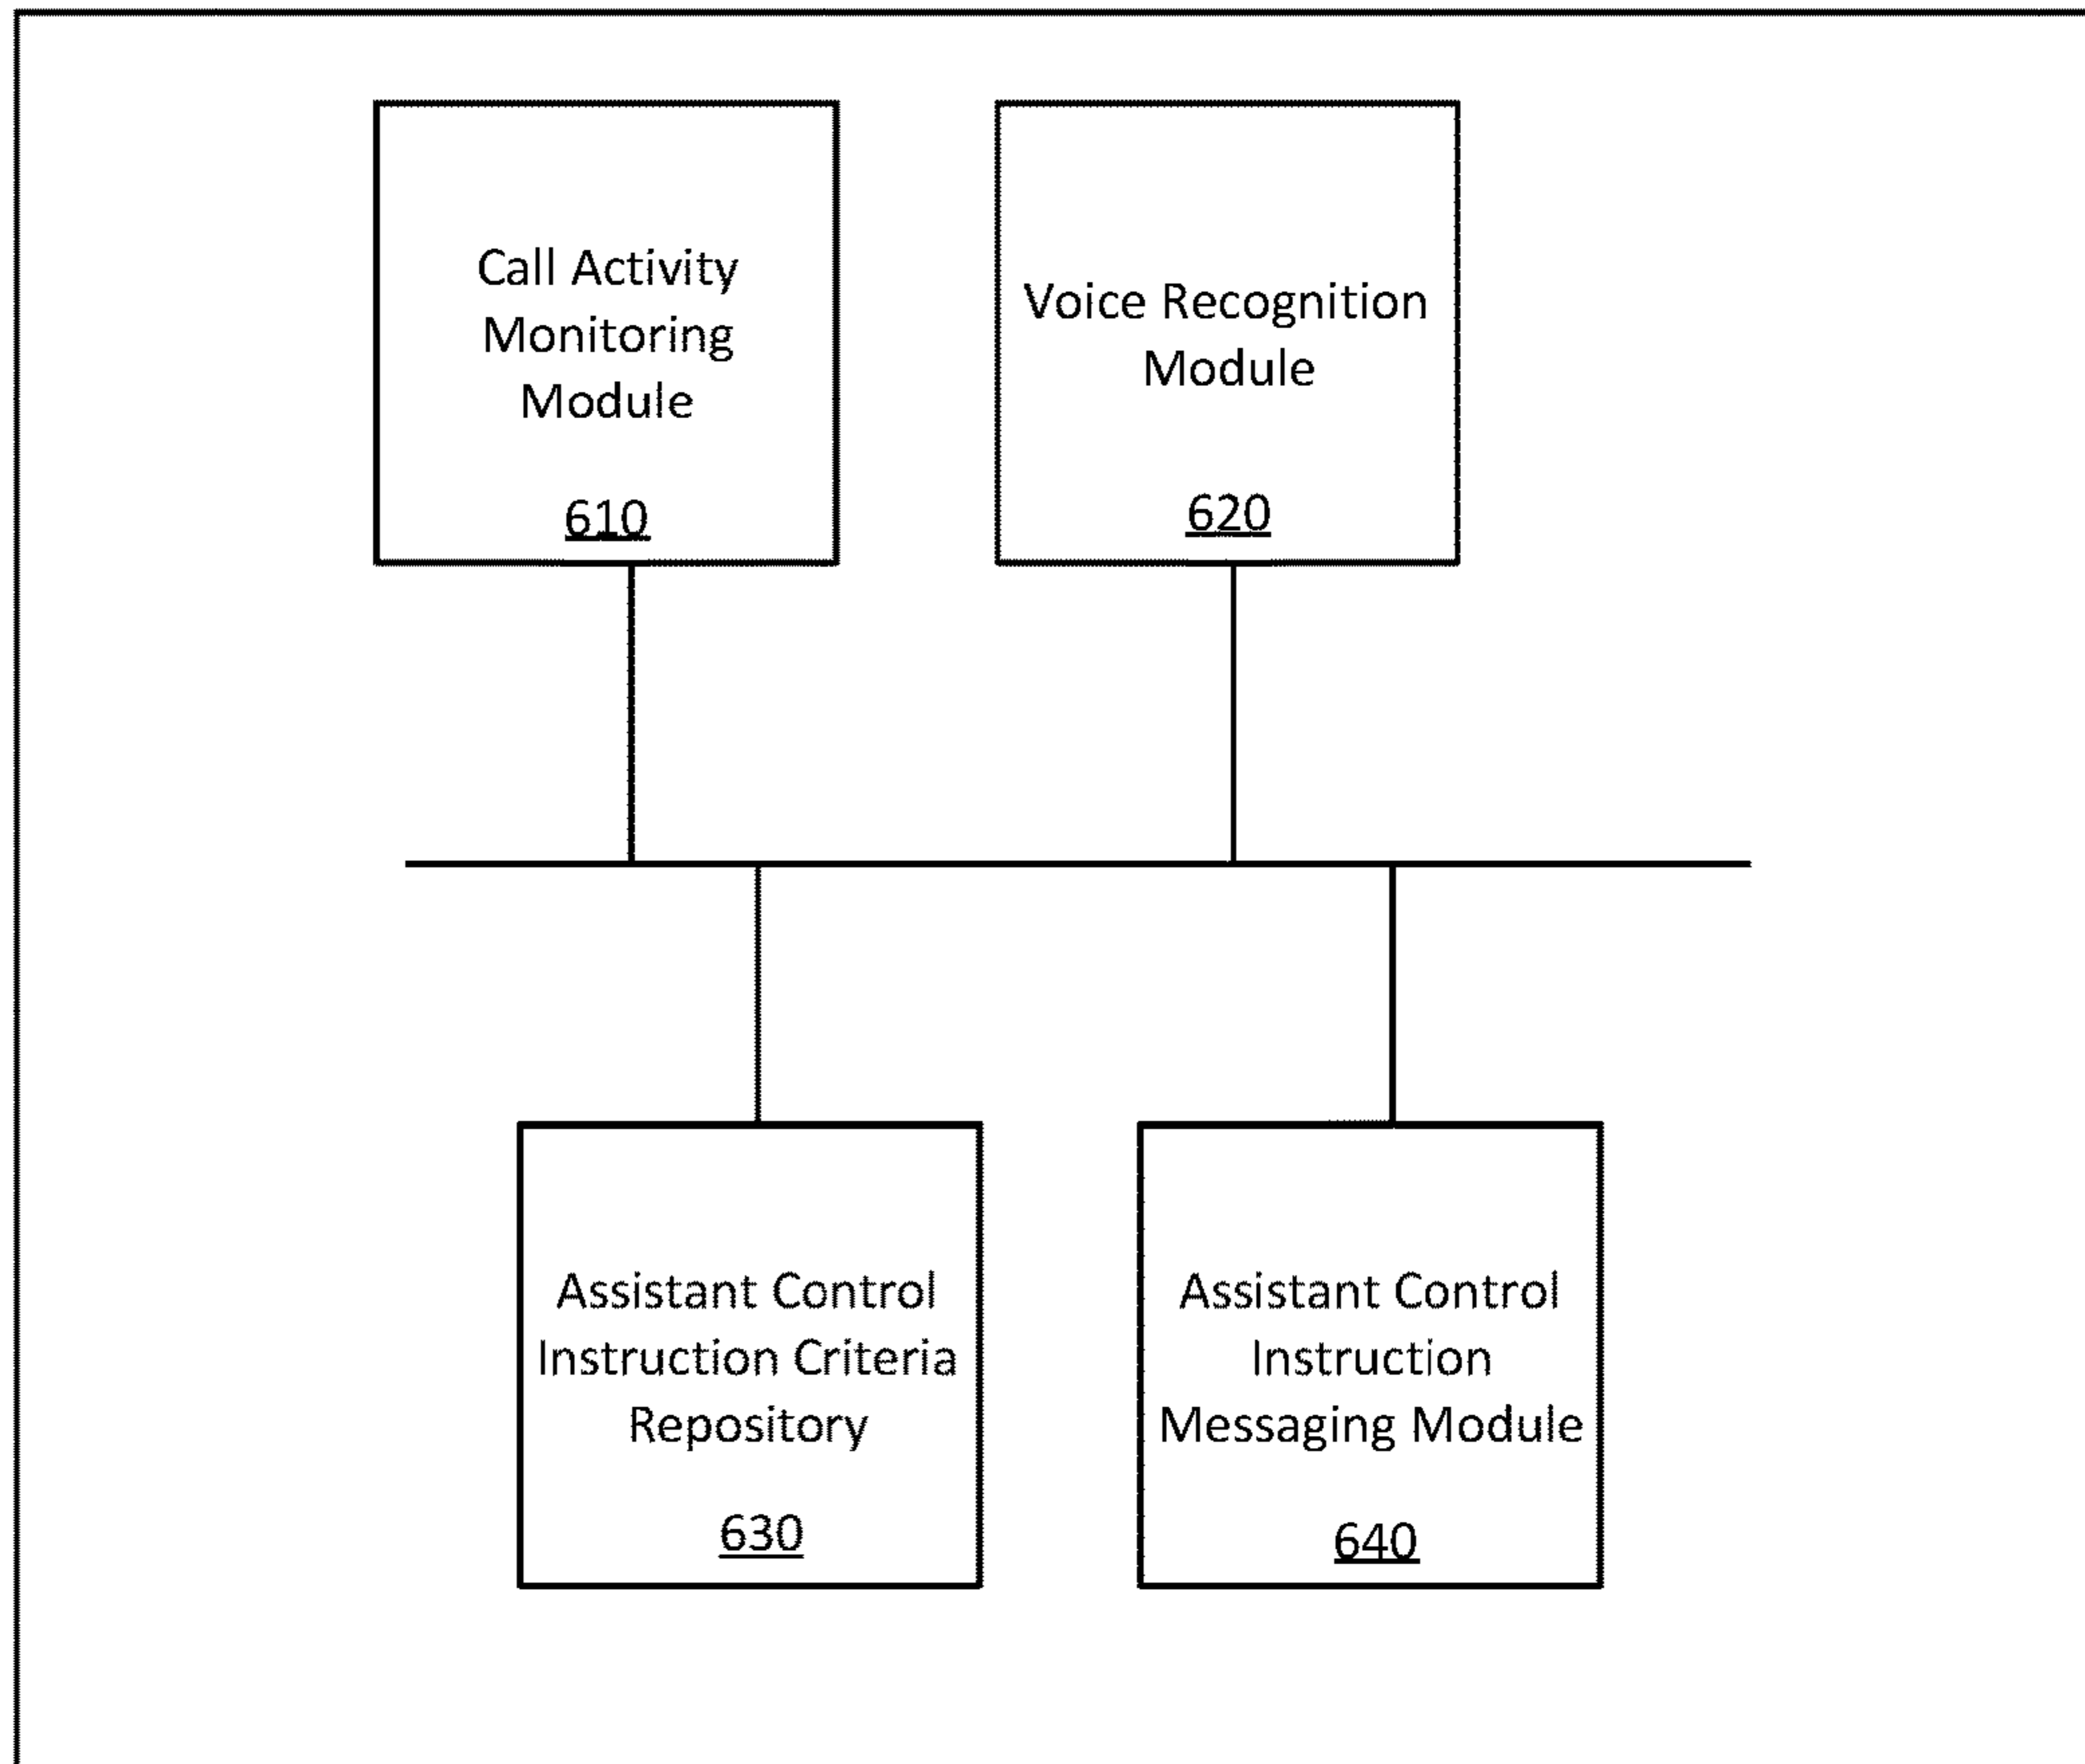 Call Activity
Monitoring
Module
610
Voice Recognition
Module
620
Assistant Control
Instruction Criteria
Repository
630
Assistant Control
Instruction
Messaging Module
640